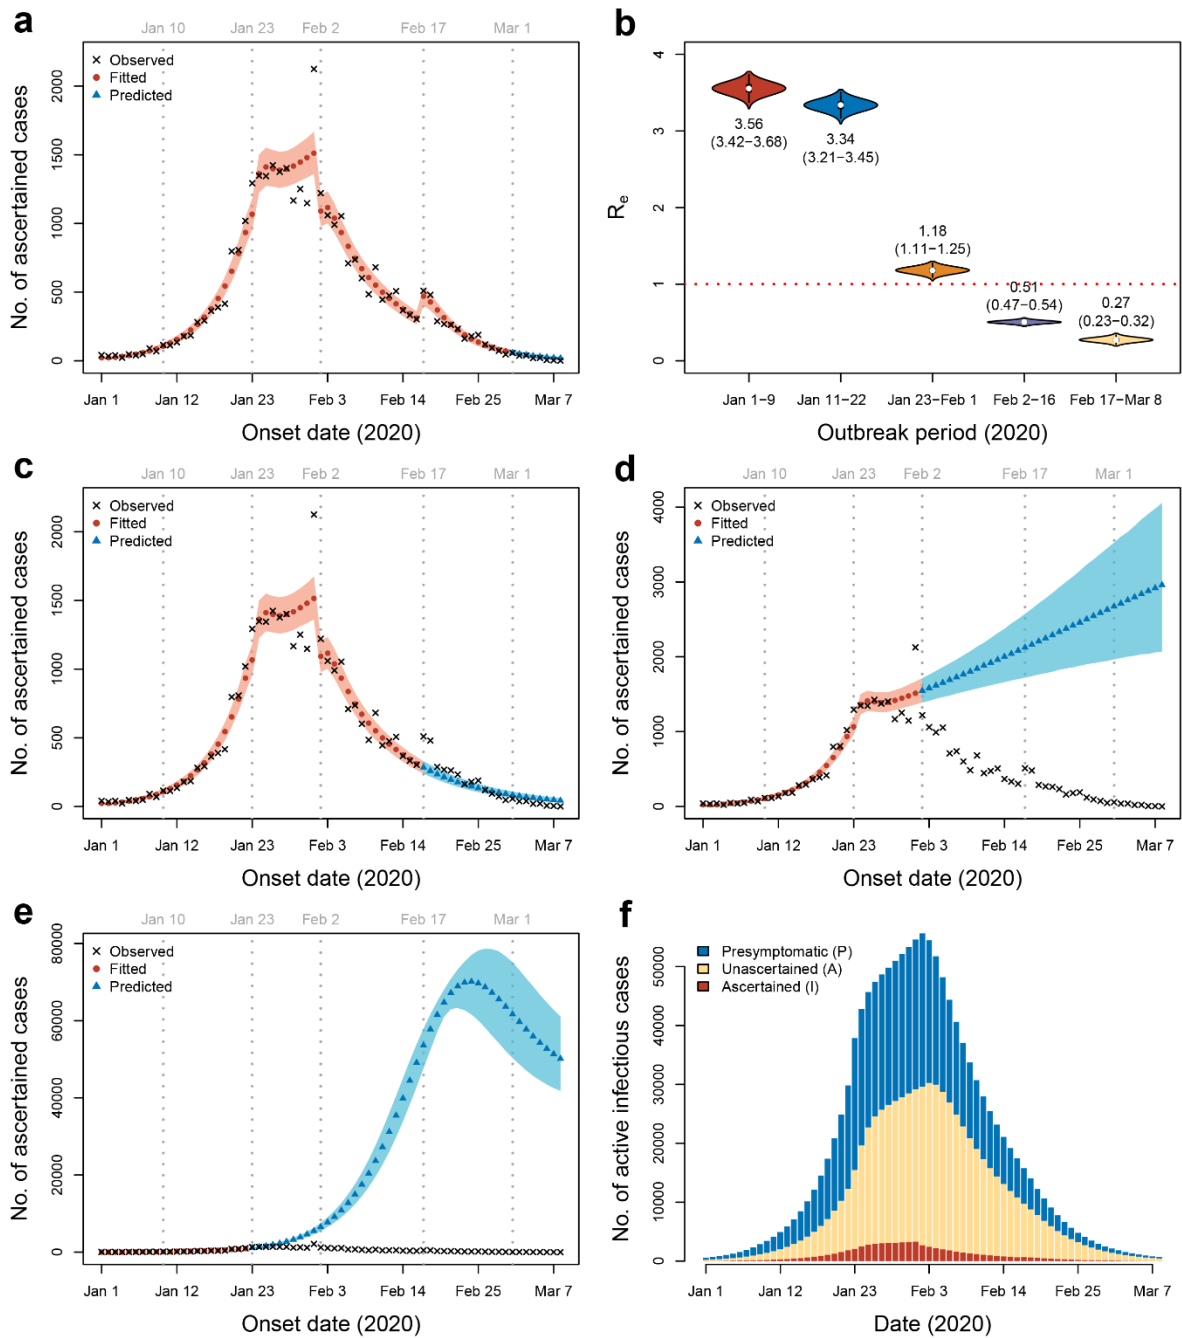 a
Jan 10 Jan 23 Feb 2 Feb 17 Mar 1
Observed
Fitted
Predicted
No. of ascertained cases
2000
1500
1000
500
0
Jan 1 Jan 12 Jan 23 Feb 3 Feb 14 Feb 25 Mar 7
Onset date (2020)
b
Re
4
3
2
1
0
3.56
(3.42−3.68)
3.34
(3.21−3.45)
1.18
(1.11−1.25)
0.51
(0.47−0.54)
0.27
(0.23−0.32)
Jan 1−9 Jan 11−22 Jan 23−Feb 1 Feb 2−16 Feb 17−Mar 8
Outbreak period (2020)
c
Jan 10 Jan 23 Feb 2 Feb 17 Mar 1
Observed
Fitted
Predicted
No. of ascertained cases
2000
1500
1000
500
0
Jan 1 Jan 12 Jan 23 Feb 3 Feb 14 Feb 25 Mar 7
Onset date (2020)
d
Jan 10 Jan 23 Feb 2 Feb 17 Mar 1
Observed
Fitted
Predicted
No. of ascertained cases
4000
3000
2000
1000
0
Jan 1 Jan 12 Jan 23 Feb 3 Feb 14 Feb 25 Mar 7
Onset date (2020)
e
Jan 10 Jan 23 Feb 2 Feb 17 Mar 1
Observed
Fitted
Predicted
No. of ascertained cases
80000
60000
40000
20000
0
Jan 1 Jan 12 Jan 23 Feb 3 Feb 14 Feb 25 Mar 7
Onset date (2020)
f
Presymptomatic (P)
Unascertained (A)
Ascertained (I)
No. of active infectious cases
50000
40000
30000
20000
10000
0
Jan 1 Jan 12 Jan 23 Feb 3 Feb 14 Feb 25 Mar 7
Date (2020)